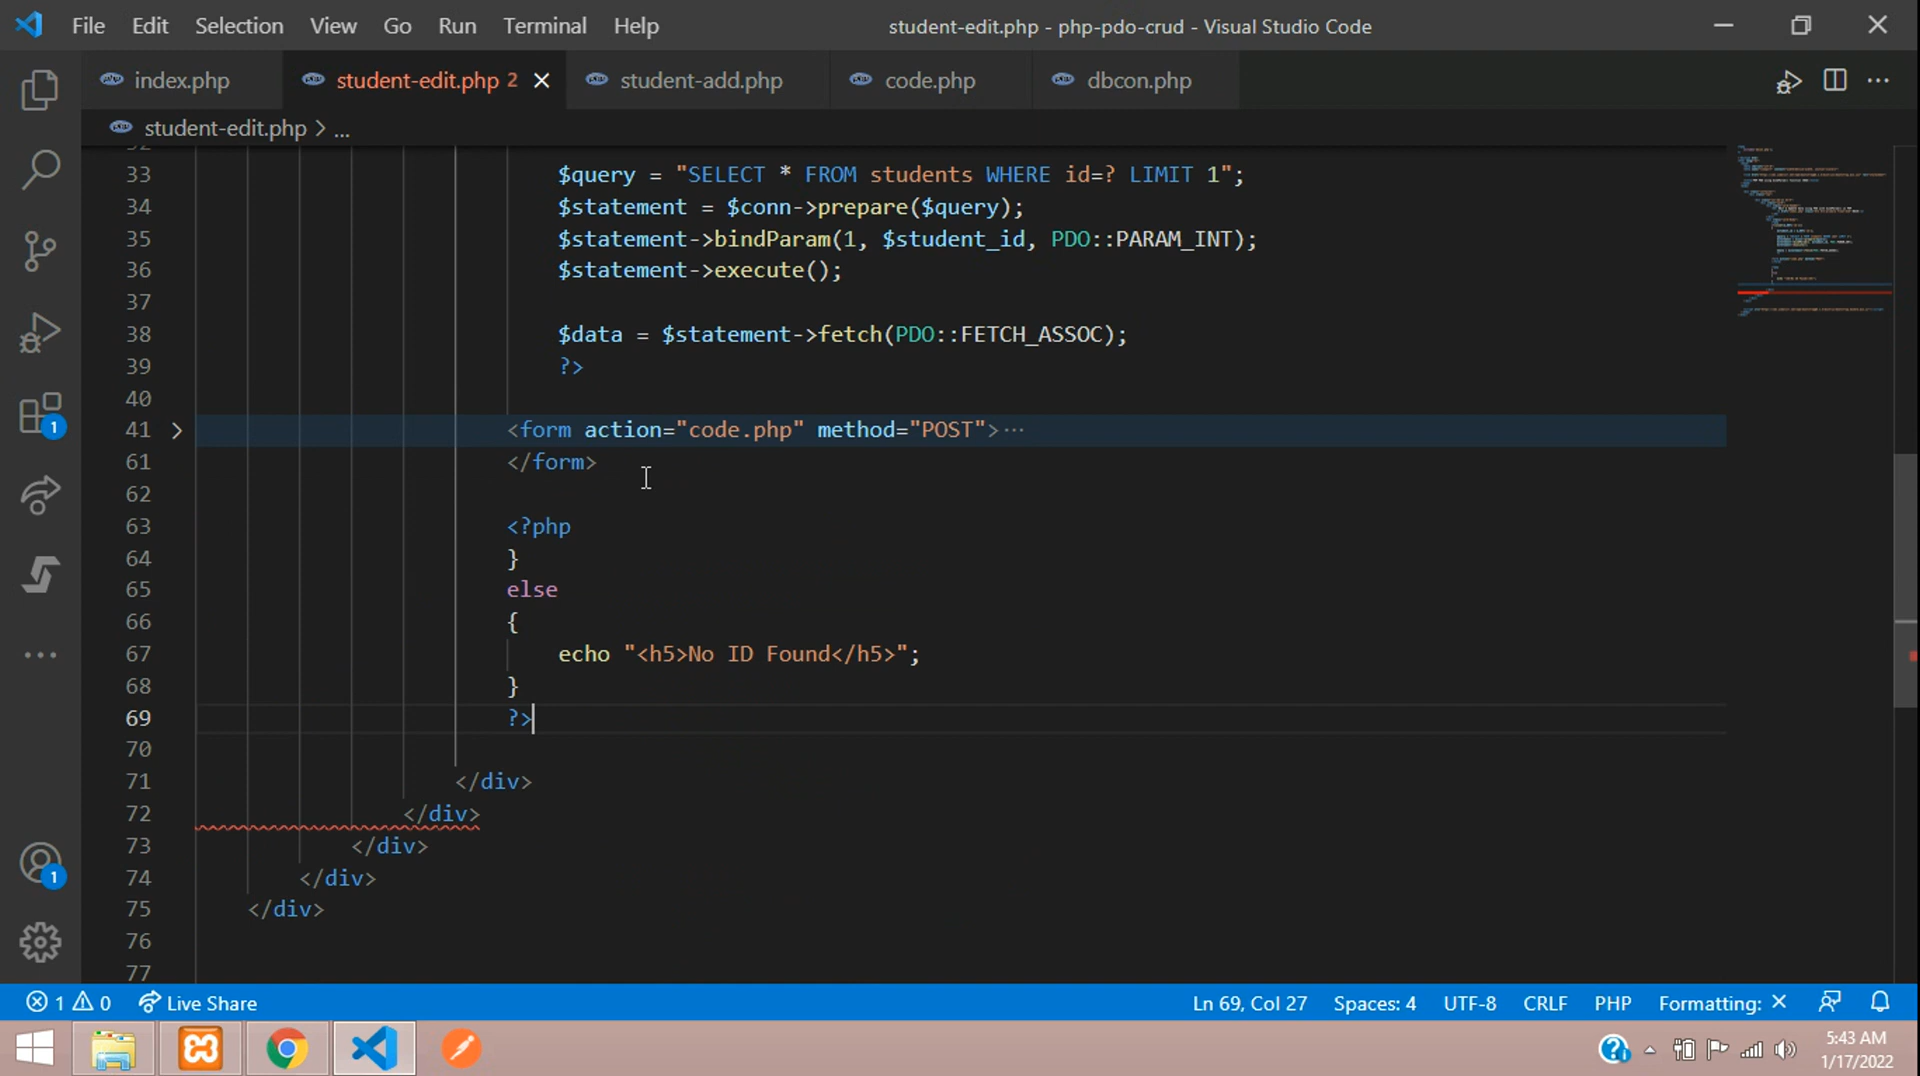 File Edit Selection View Go Run Terminal Help student-edit.php - php-pdo-crud - Visual Studio Code
index.php student-edit.php 2 student-add.php code.php dbcon.php
student-edit.php > ...
33 $query = "SELECT * FROM students WHERE id=? LIMIT 1";
34 $statement = $conn->prepare($query);
35 $statement->bindParam(1, $student_id, PDO::PARAM_INT);
36 $statement->execute();
37
38 $data = $statement->fetch(PDO::FETCH_ASSOC);
39 ?>
40
41 <form action="code.php" method="POST">···
61 </form>
62
63 <?php
64 }
65 else
66 {
67 echo "<h5>No ID Found</h5>";
68 }
69 ?>
70
71 </div>
72 </div>
73 </div>
74 </div>
75 </div>
76
77
1
1
1 0 Live Share Ln 69, Col 27 Spaces: 4 UTF-8 CRLF PHP Formatting: ×
5:43 AM
1/17/2022